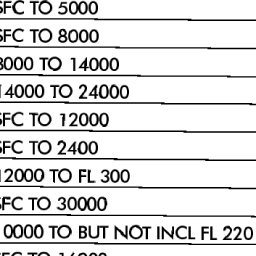 SFC TO 5000
SFC TO 8000
8000 TO 14000
14000 TO 24000
SFC TO 12000
SFC TO 2400
12000 TO FL 300
SFC TO 30000
10000 TO BUT NOT INCL FL 220